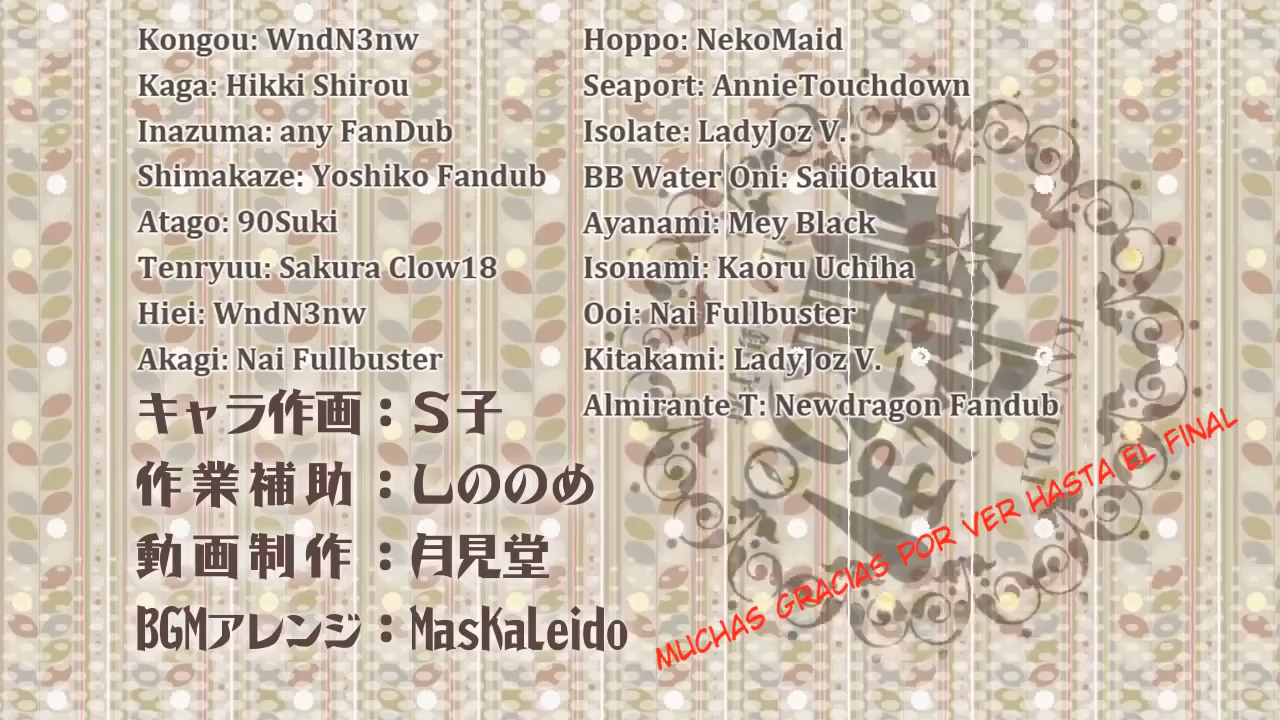 Kongou: WndN3nw
Kaga: Hikki Shirou
Inazuma: any FanDub
Shimakaze: Yoshiko Fandub
Atago: 90Suki
Tenryuu: Sakura Clow18
Hiei: WndN3nw
Akagi: Nai Fullbuster
Hoppo: NekoMaid
Seaport: AnnieTouchdown
Isolate: LadyJoz V.
BB Water Oni: SaiiOtaku
Ayanami: Mey Black
Isonami: Kaoru Uchiha
Ooi: Nai Fullbuster
Kitakami: LadyJoz V.
Almirante T: Newdragon Fandub
キャラ作画：S子
作業補助：しののめ
動画制作：月見堂
BGMアレンジ：MasKaLeido
MUCHAS GRACIAS POR VER HASTA EL FINAL